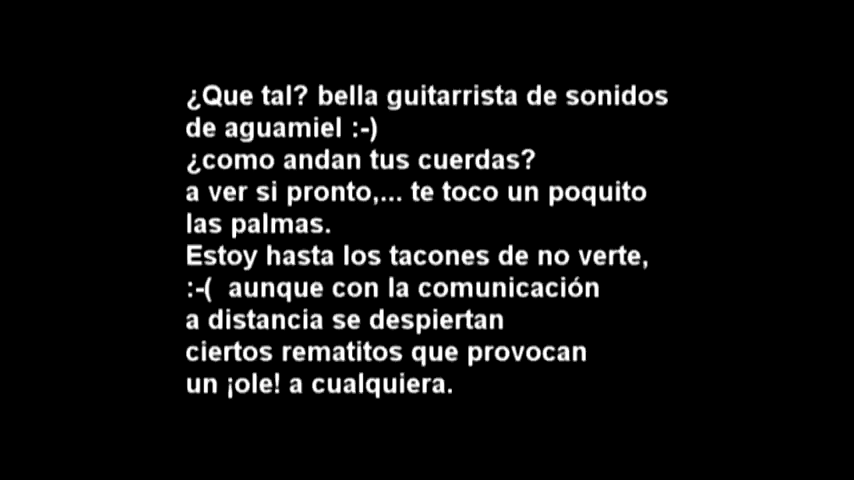 ¿Que tal? bella guitarrista de sonidos
de aguamiel :-)
¿como andan tus cuerdas?
a ver si pronto,... te toco un poquito
las palmas.
Estoy hasta los tacones de no verte,
:-(  aunque con la comunicación
a distancia se despiertan
ciertos rematitos que provocan
un ¡ole! a cualquiera.